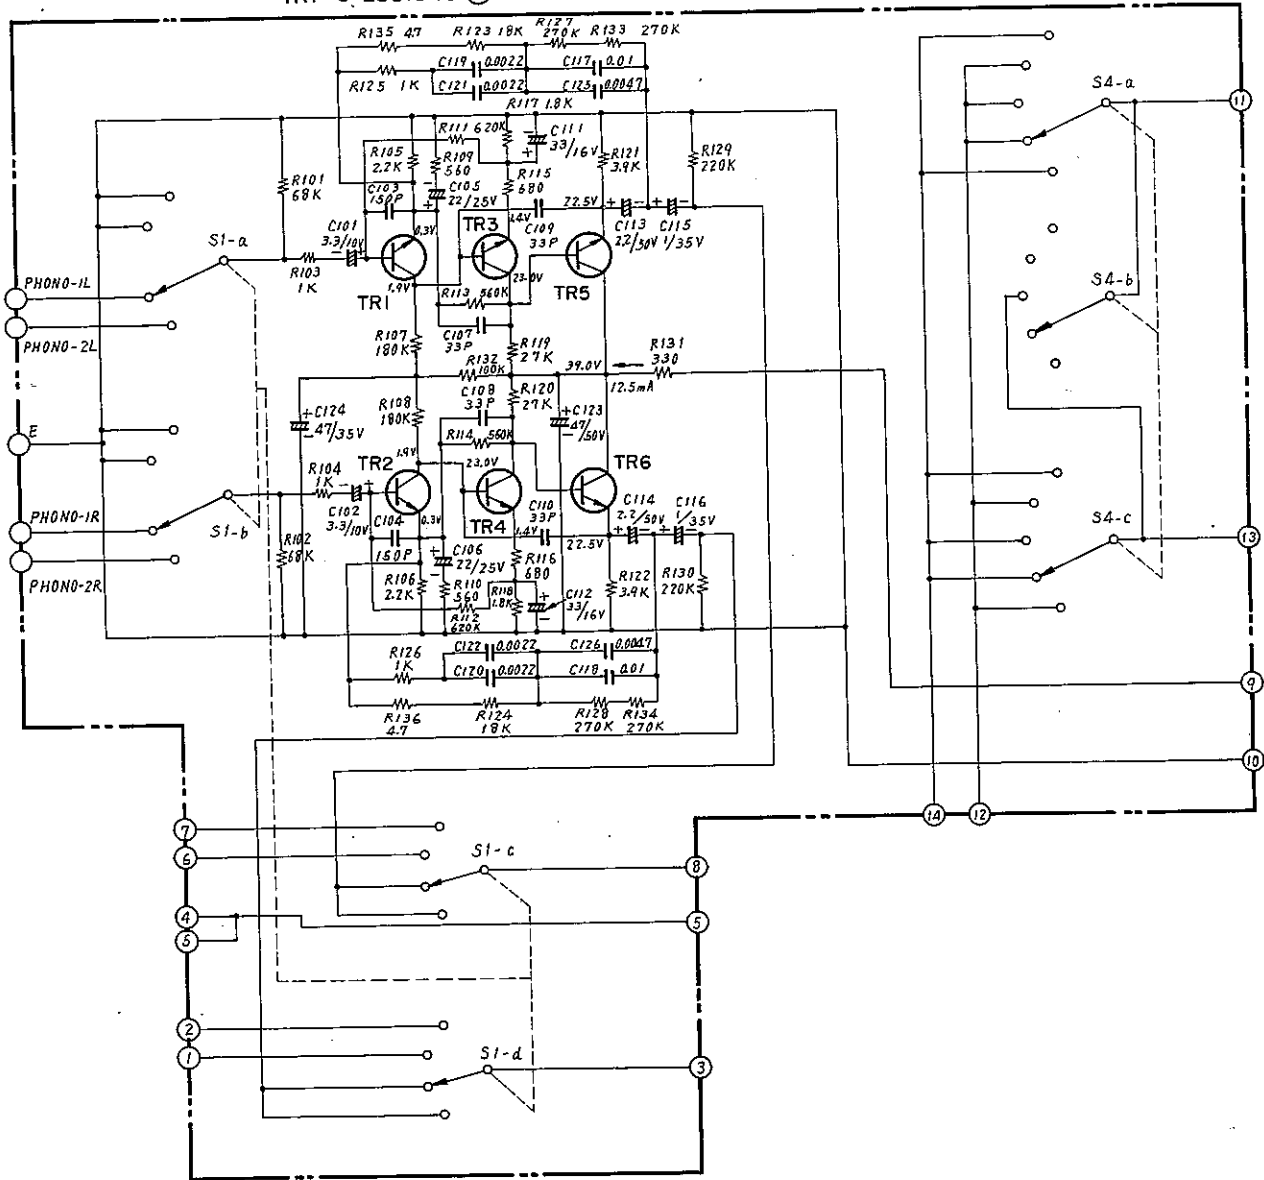 R135 4.7
R123 18K
R127 270K
R133 270K
C119 0.0022
C117 0.01
R125 1K
C121 0.0022
C125 0.0047
R117 1.8K
R111 620K
C111 33/16V
S4-a
11
R105 2.2K
R109 560
R121 3.9K
R129 220K
R101 68K
C103 150P
C105 22/25V
R115 680
22.5V
C101 3.3/10V
0.3V
TR3
1.4V
C109 33P
C113 2.2/50V
C115 1/35V
S1-a
R103 1K
TR1
1.9V
R113 560K
23.0V
TR5
S4-b
PHONO-1L
PHONO-2L
R107 180K
C107 33P
R119 27K
R131 330
R132 100K
39.0V
12.5mA
C108 33P
R120 27K
C124 47/35V
R108 180K
C123 47/50V
R114 560K
E
1.9V
23.0V
TR2
TR6
R104 1K
C102 3.3/10V
C110 33P
C114 2.2/50V
C116 1/35V
PHONO-1R
S1-b
R102 68K
C104 150P
0.3V
TR4
1.4V
22.5V
S4-c
13
PHONO-2R
C106 22/25V
R116 680
R106 2.2K
R110 560
R118 1.8K
C112 33/16V
R122 3.9K
R130 220K
R112 620K
C122 0.0022
C126 0.0047
R126 1K
C120 0.0022
C118 0.01
9
R136 4.7
R124 18K
R128 270K
R134 270K
10
14
12
7
6
S1-c
8
4
5
5
2
1
S1-d
3